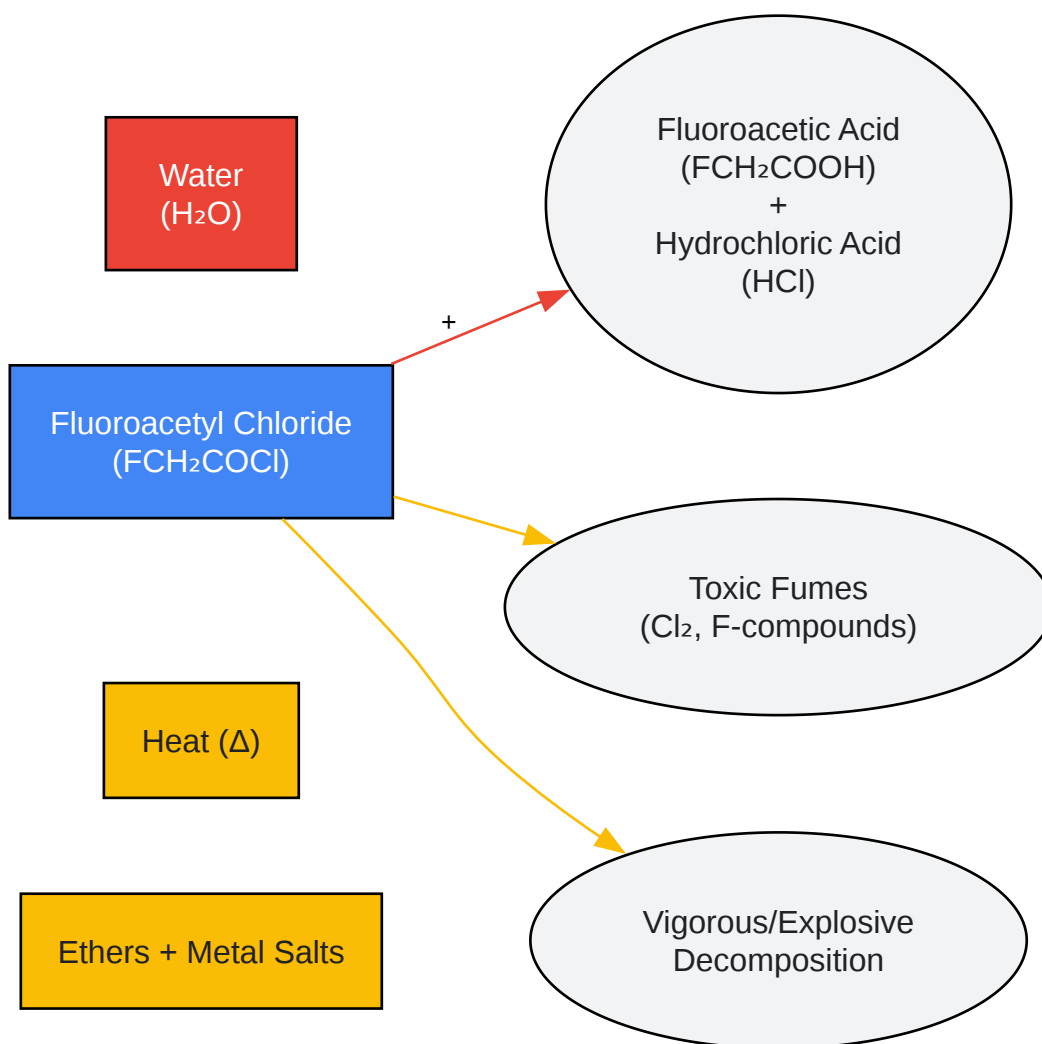 Water
(H₂O)
Fluoroacetic Acid
(FCH₂COOH)
+
Hydrochloric Acid
(HCl)
+
Fluoroacetyl Chloride
(FCH₂COCl)
Toxic Fumes
(Cl₂, F-compounds)
Heat (Δ)
Vigorous/Explosive
Decomposition
Ethers + Metal Salts